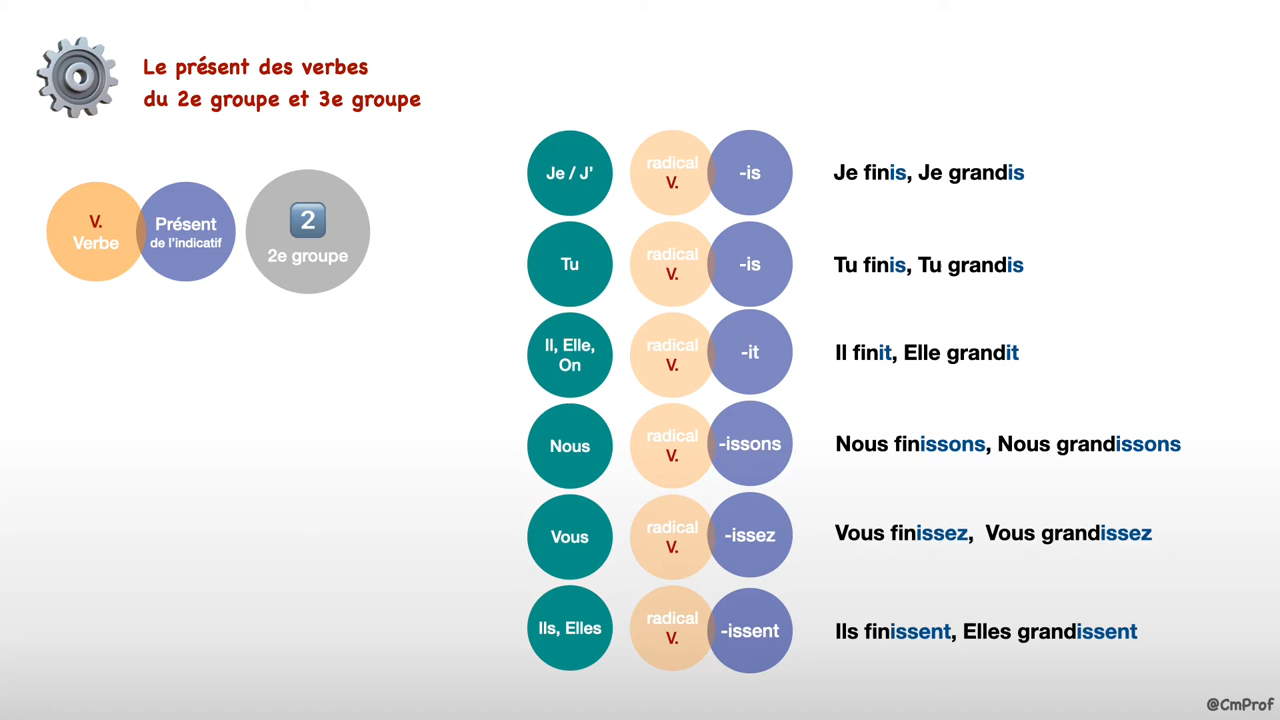 Le présent des verbes
du 2e groupe et 3e groupe
V.
Verbe
Présent
de l’indicatif
2
2e groupe
Je / J’
radical
V.
-is
Je finis, Je grandis
Tu
radical
V.
-is
Tu finis, Tu grandis
Il, Elle,
On
radical
V.
-it
Il finit, Elle grandit
Nous
radical
V.
-issons
Nous finissons, Nous grandissons
Vous
radical
V.
-issez
Vous finissez, Vous grandissez
Ils, Elles
radical
V.
-issent
Ils finissent, Elles grandissent
@CmProf